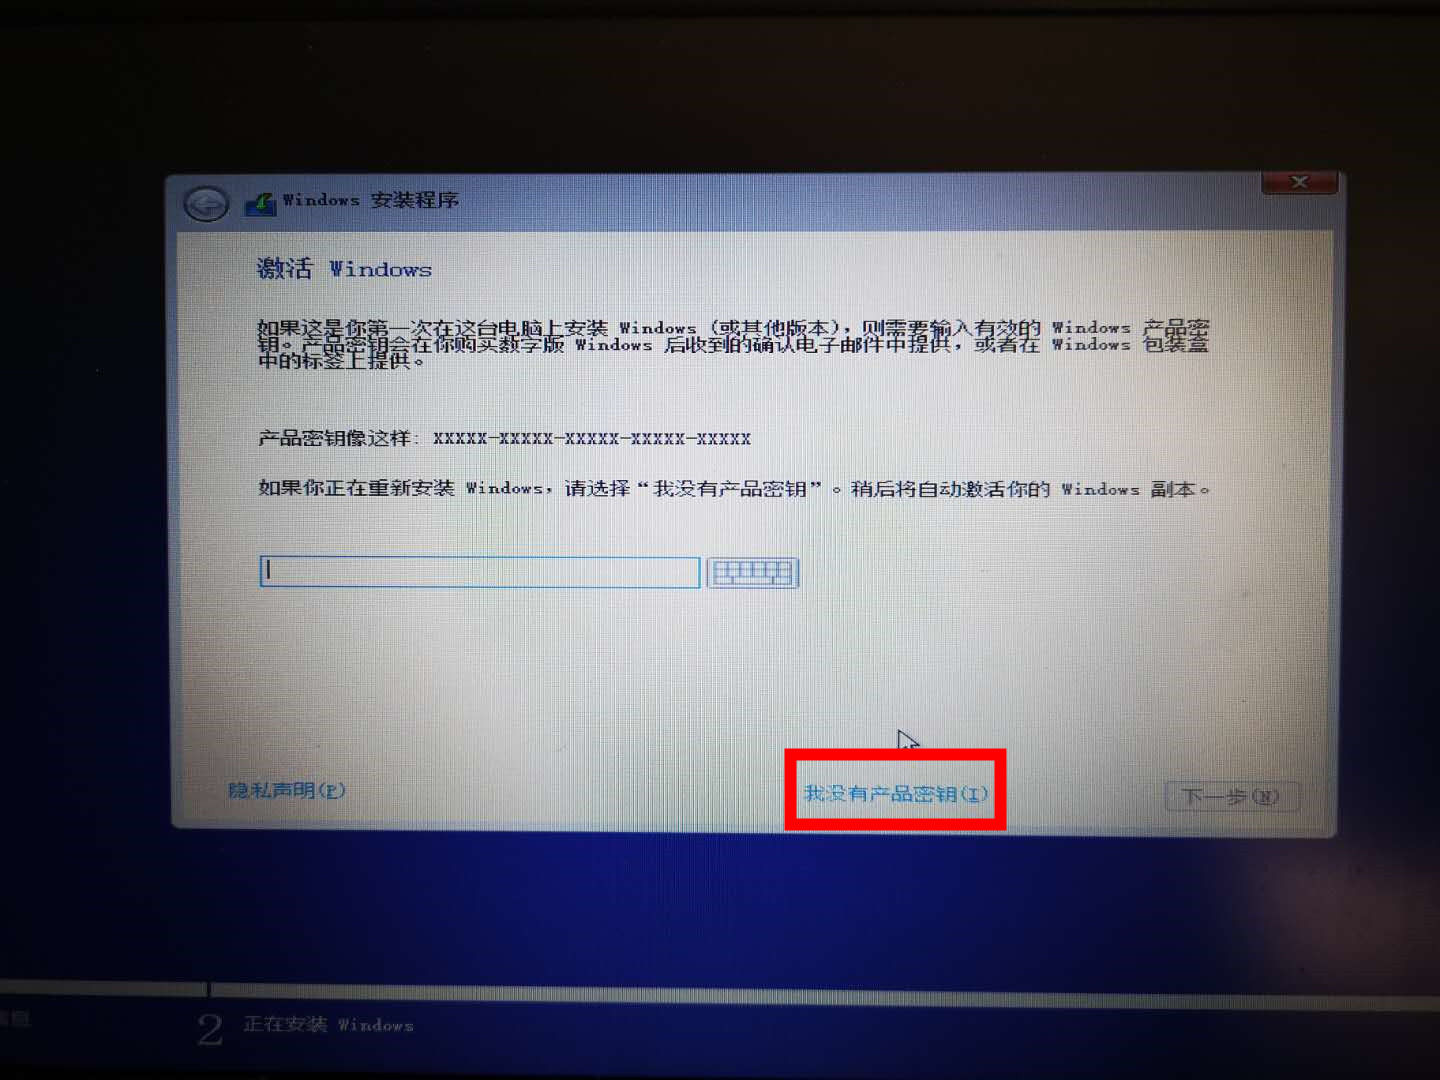 Windows 安装程序
激活 Windows
如果这是你第一次在这台电脑上安装 Windows (或其他版本)，则需要输入有效的 Windows 产品密
钥。产品密钥会在你购买数字版 Windows 后收到的确认电子邮件中提供，或者在 Windows 包装盒
中的标签上提供。
产品密钥像这样: XXXXX-XXXXX-XXXXX-XXXXX-XXXXX
如果你正在重新安装 Windows，请选择“我没有产品密钥”。稍后将自动激活你的 Windows 副本。
隐私声明(P)
我没有产品密钥(I)
下一步(N)
2 正在安装 Windows